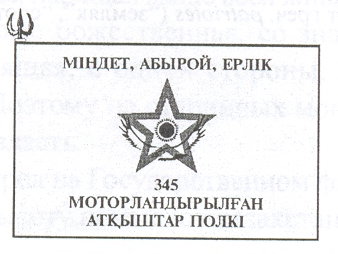 МІНДЕТ, АБЫРОЙ, ЕРЛІК
345
МОТОРЛАНДЫРЫЛҒАН
АТҚЫШТАР ПОЛКІ